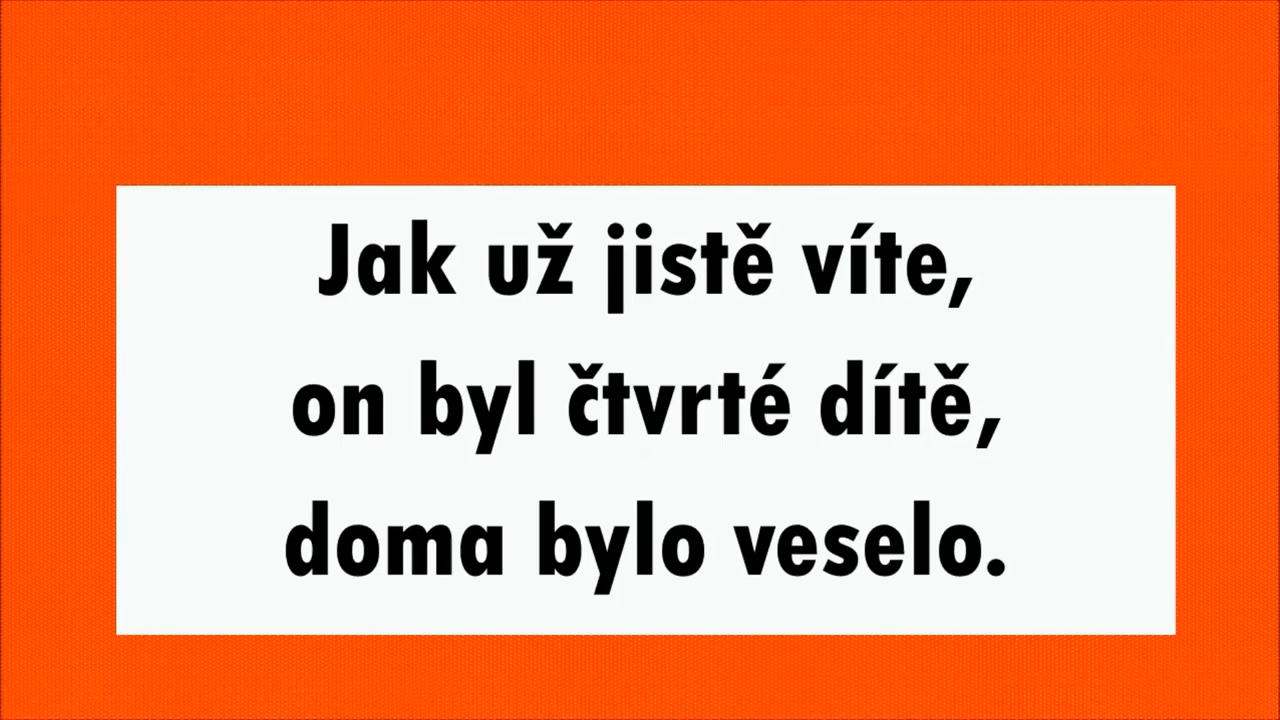 Jak už jistě víte,
on byl čtvrté dítě,
doma bylo veselo.